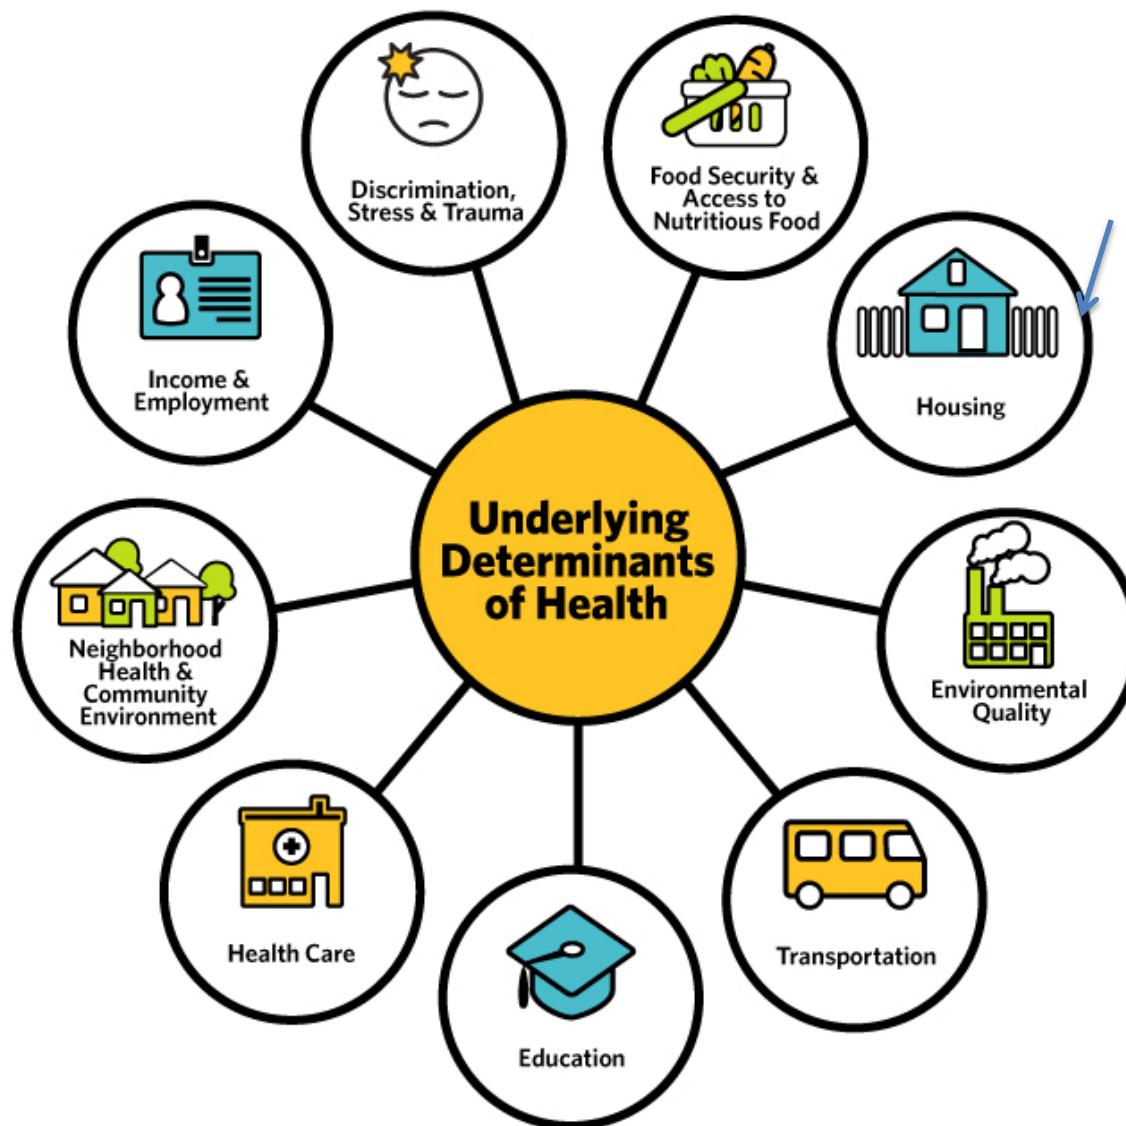 Discrimination,
Stress & Trauma
Food Security &
Access to
Nutritious Food
Income &
Employment
Housing
Underlying
Determinants
of Health
Neighborhood
Health &
Community
Environment
Environmental
Quality
Health Care
Transportation
Education